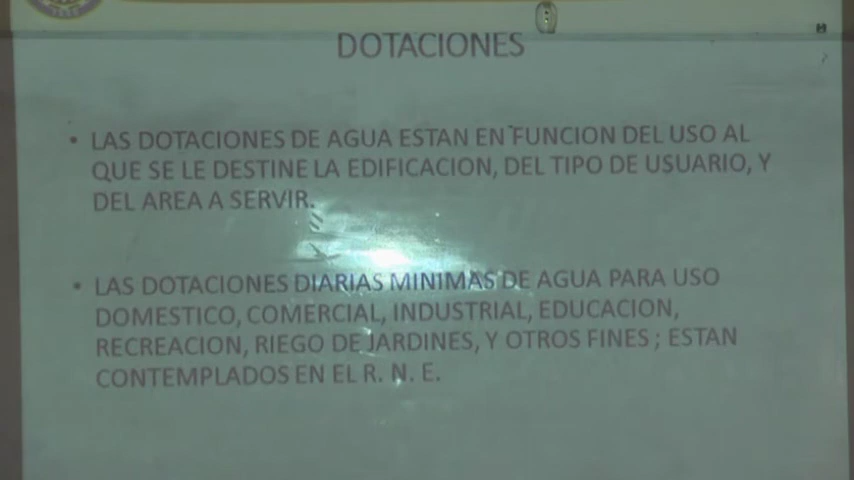 DOTACIONES
• LAS DOTACIONES DE AGUA ESTAN EN FUNCION DEL USO AL
QUE SE LE DESTINE LA EDIFICACION, DEL TIPO DE USUARIO, Y
DEL AREA A SERVIR.
• LAS DOTACIONES DIARIAS MINIMAS DE AGUA PARA USO
DOMESTICO, COMERCIAL, INDUSTRIAL, EDUCACION,
RECREACION, RIEGO DE JARDINES, Y OTROS FINES ; ESTAN
CONTEMPLADOS EN EL R. N. E.